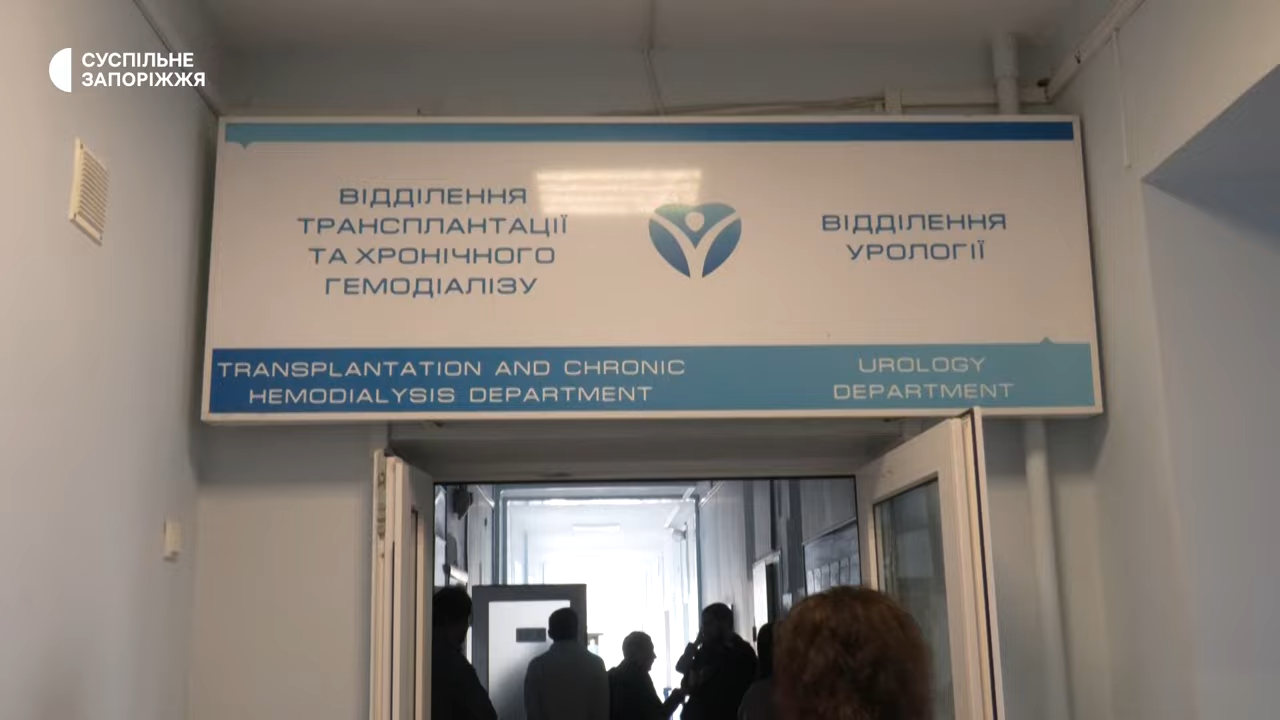 СУСПІЛЬНЕ
ЗАПОРІЖЖЯ
ВІДДІЛЕННЯ
ТРАНСПЛАНТАЦІЇ
ТА ХРОНІЧНОГО
ГЕМОДІАЛІЗУ
ВІДДІЛЕННЯ
УРОЛОГІЇ
TRANSPLANTATION AND CHRONIC
HEMODIALYSIS DEPARTMENT
UROLOGY
DEPARTMENT